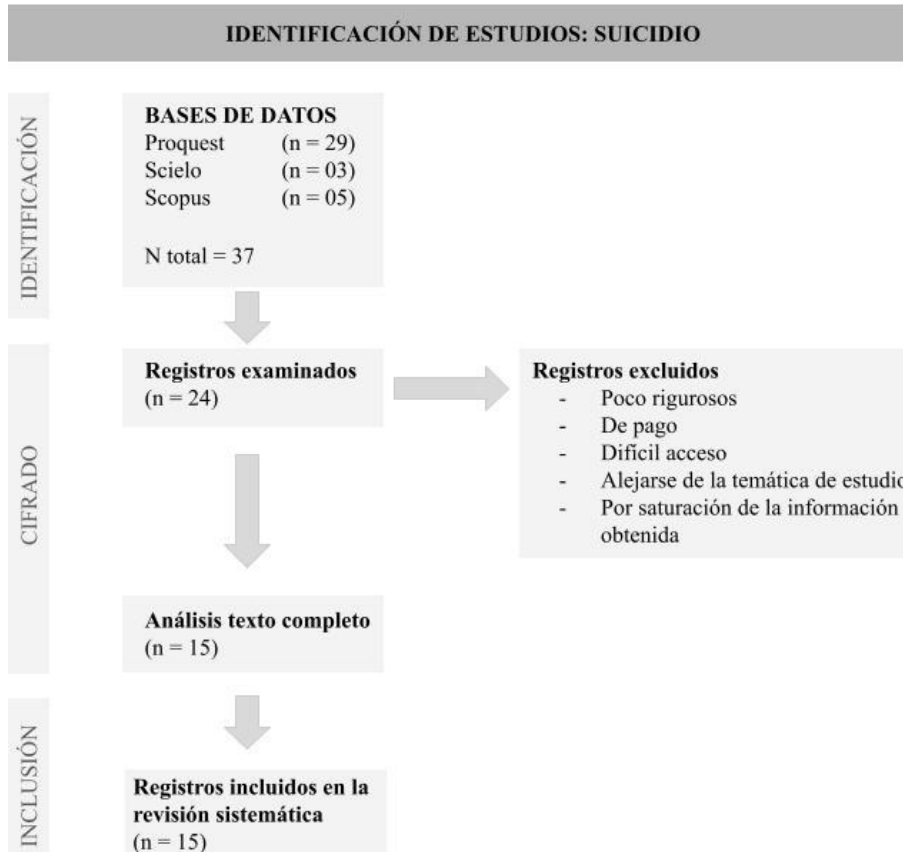 IDENTIFICACIÓN DE ESTUDIOS: SUICIDIO
IDENTIFICACIÓN
BASES DE DATOS
Proquest (n = 29)
Scielo (n = 03)
Scopus (n = 05)
N total = 37
CIFRADO
Registros examinados
(n = 24)
Registros excluidos
- Poco rigurosos
- De pago
- Difícil acceso
- Alejarse de la temática de estudio
- Por saturación de la información
obtenida
Análisis texto completo
(n = 15)
INCLUSIÓN
Registros incluidos en la
revisión sistemática
(n = 15)